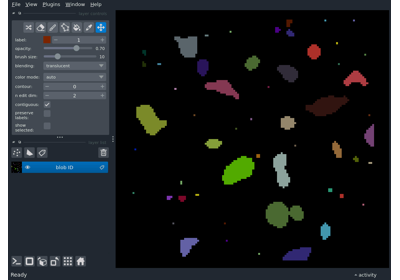 File View Plugins Window Help
label: 1
opacity: 0.70
brush size: 10
blending: translucent
color mode: auto
contour: 0
n edit dim: 2
contiguous:
preserve labels:
show selected:
blob ID
Ready
activity